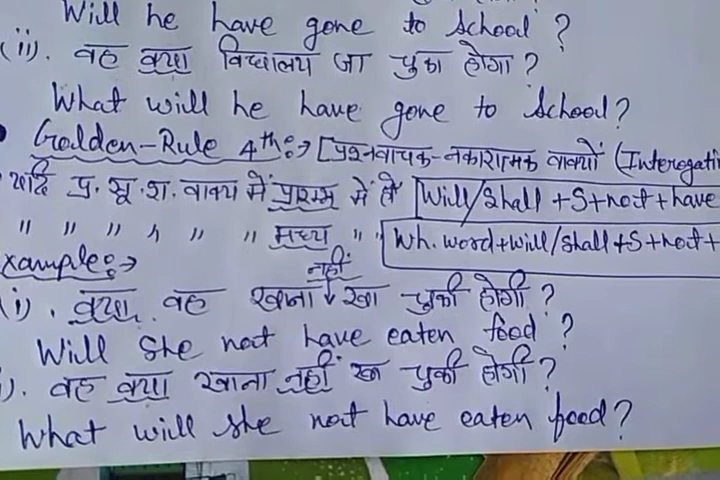 Will he have gone to School ?
(ii). वह क्या विद्यालय जा चुका होगा ?
What will he have gone to School?
Golden-Rule 4th :→ [प्रश्नवाचक-नकारात्मक वाक्यों (Interogati
यदि प्र. सू. श. वाक्य में प्रारम्भ में हो Will/Shall + S + not + have
" " " " " " मध्य " " Wh. word + will/shall + S + not +
xample :→
(i). क्या वह खाना नहीं खा चुकी होगी ?
Will She not have eaten food ?
). वह क्या खाना नहीं खा चुकी होगी ?
What will she not have eaten food?